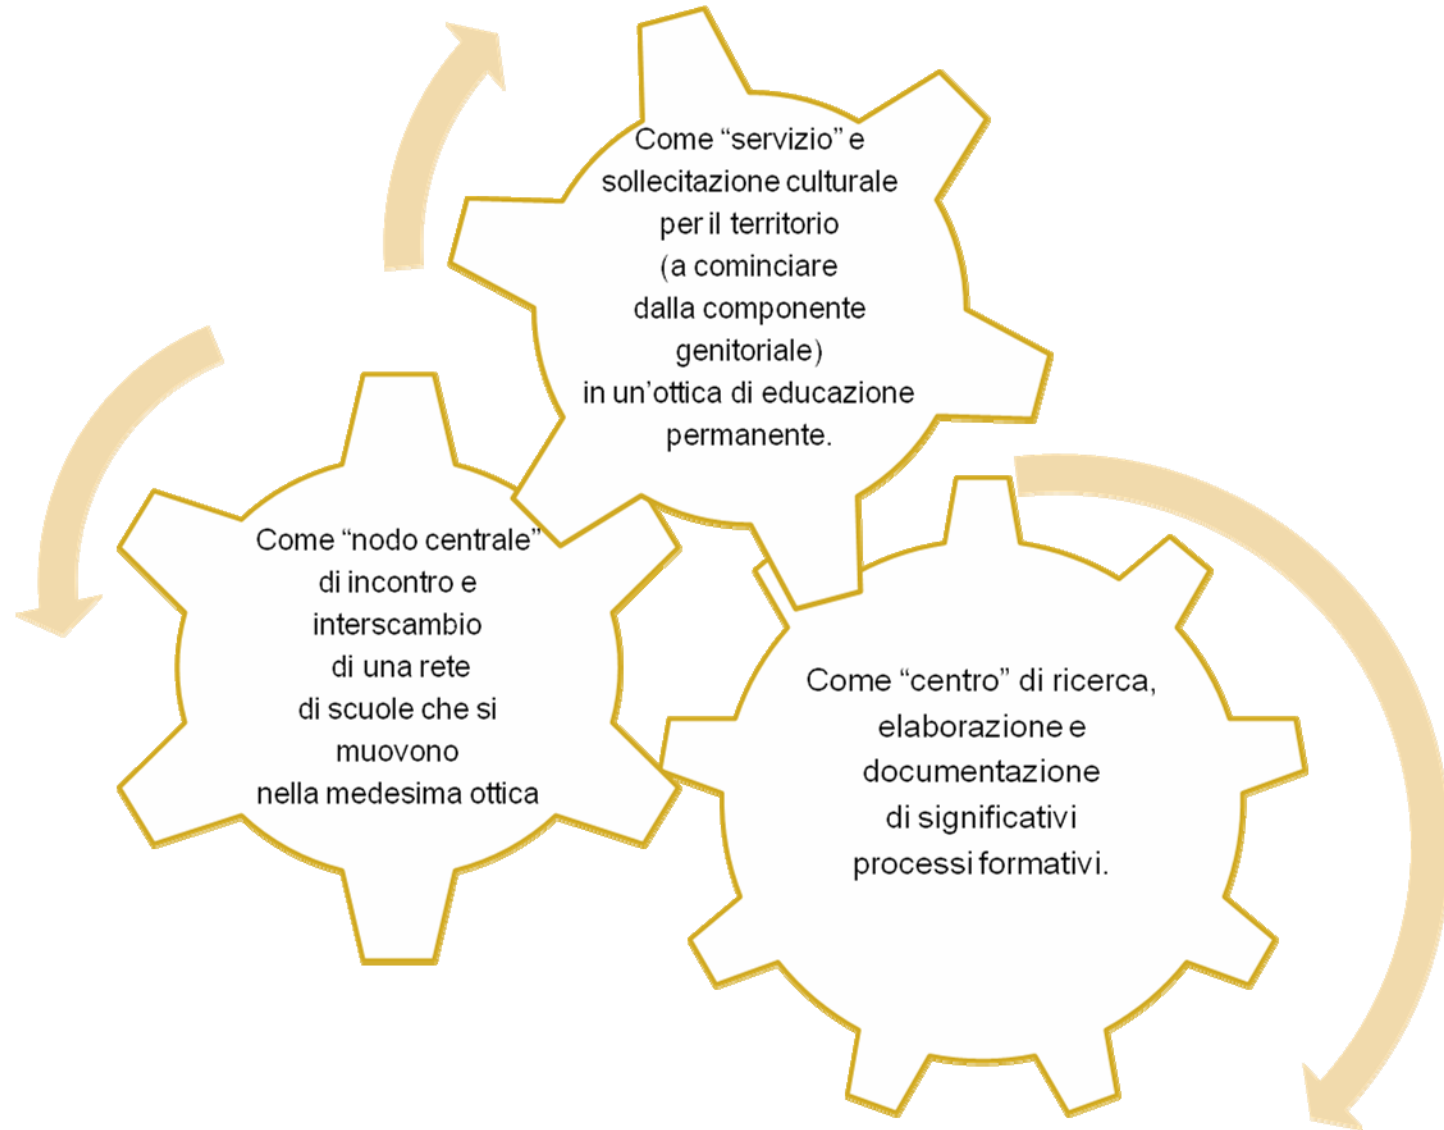 Come “servizio” e
sollecitazione culturale
per il territorio
(a cominciare
dalla componente
genitoriale)
in un’ottica di educazione
permanente.
Come “nodo centrale”
di incontro e
interscambio
di una rete
di scuole che si
muovono
nella medesima ottica
Come “centro” di ricerca,
elaborazione e
documentazione
di significativi
processi formativi.